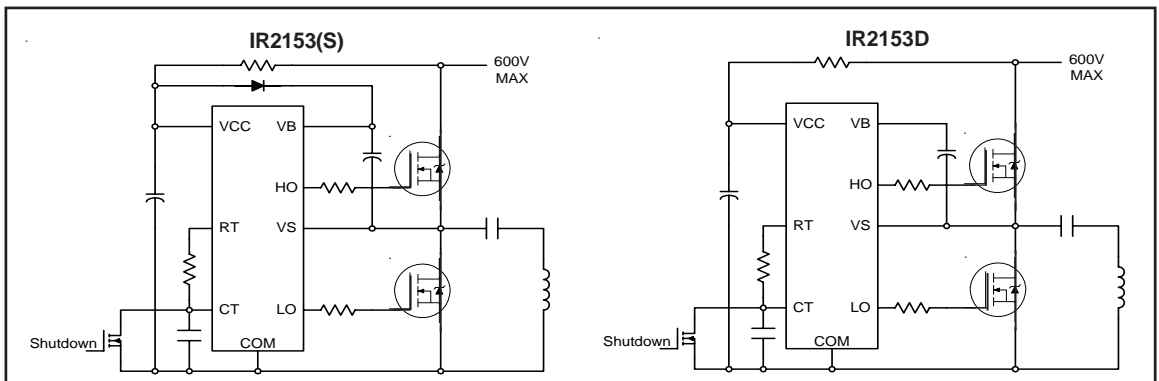 IR2153(S)
600V
MAX
VCC
VB
HO
RT
VS
CT
LO
COM
Shutdown
IR2153D
600V
MAX
VCC
VB
HO
RT
VS
CT
LO
COM
Shutdown